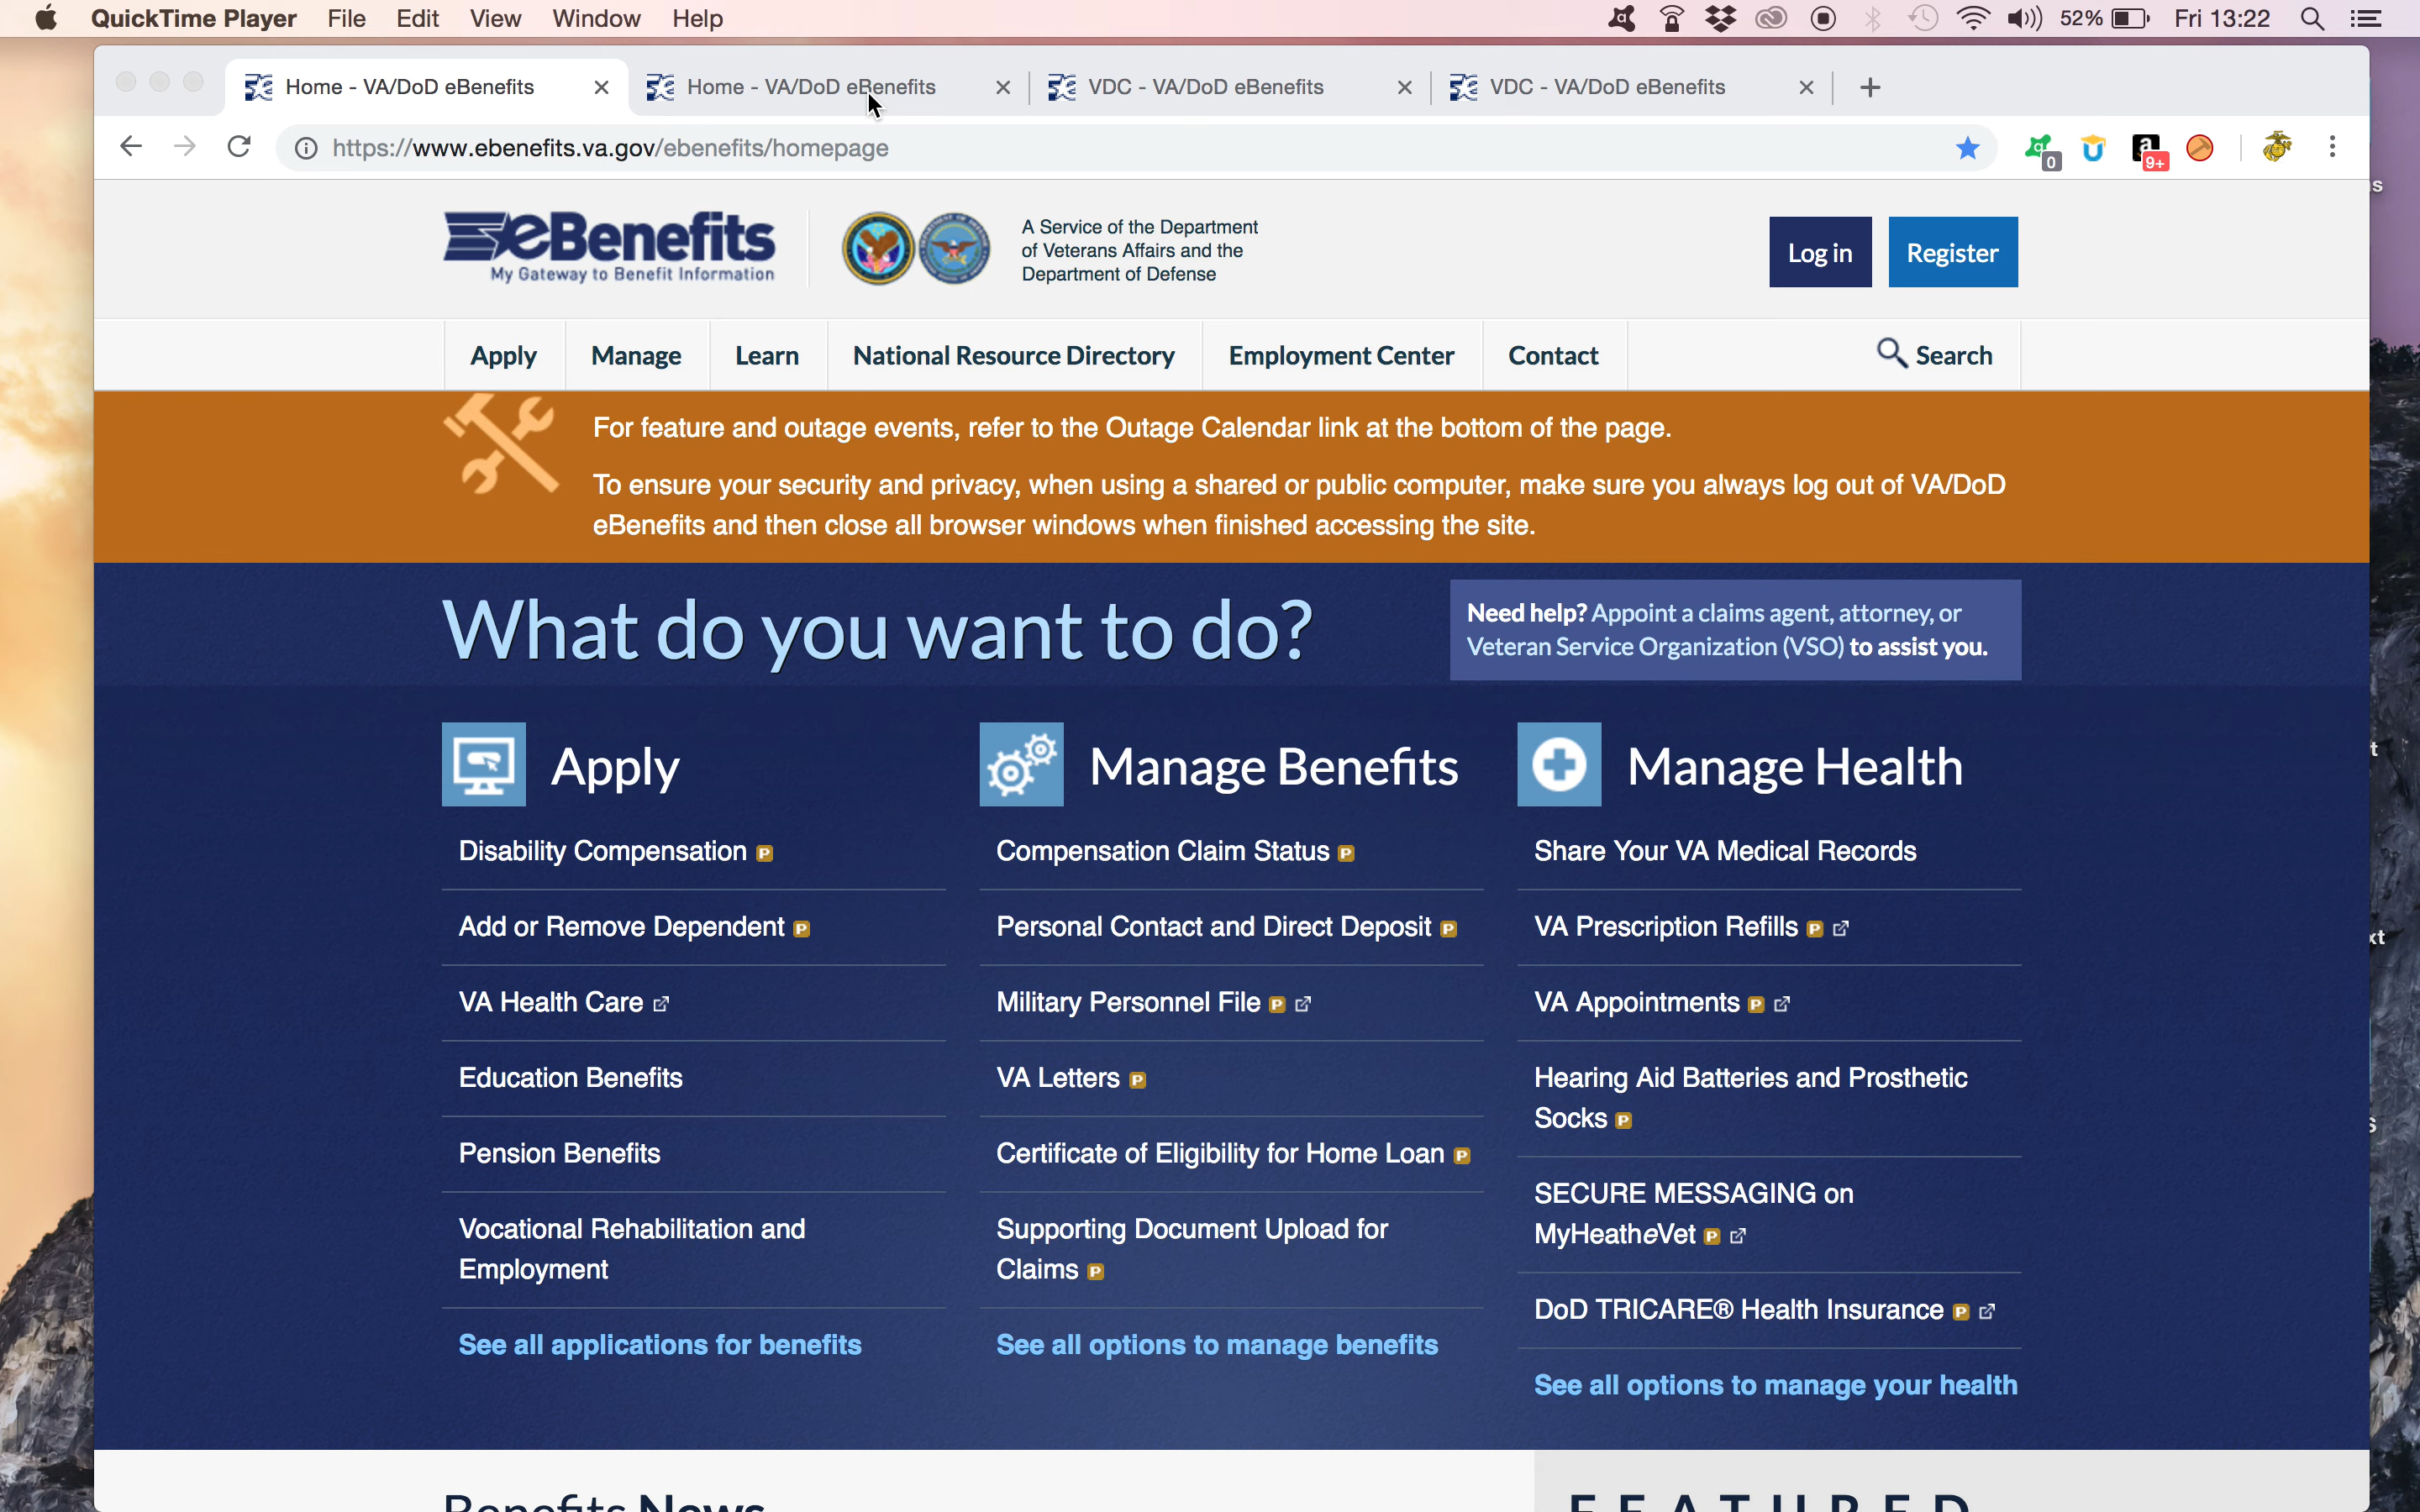 QuickTime Player File Edit View Window Help 52% Fri 13:22
Home - VA/DoD eBenefits
Home - VA/DoD eBenefits
VDC - VA/DoD eBenefits
VDC - VA/DoD eBenefits
https://www.ebenefits.va.gov/ebenefits/homepage
0
a
9+
eBenefits
My Gateway to Benefit Information
A Service of the Department
of Veterans Affairs and the
Department of Defense
Log in
Register
Apply Manage Learn National Resource Directory Employment Center Contact Search
For feature and outage events, refer to the Outage Calendar link at the bottom of the page.
To ensure your security and privacy, when using a shared or public computer, make sure you always log out of VA/DoD
eBenefits and then close all browser windows when finished accessing the site.
What do you want to do?
Need help? Appoint a claims agent, attorney, or
Veteran Service Organization (VSO) to assist you.
Apply
Disability Compensation P
Add or Remove Dependent P
VA Health Care
Education Benefits
Pension Benefits
Vocational Rehabilitation and
Employment
See all applications for benefits
Manage Benefits
Compensation Claim Status P
Personal Contact and Direct Deposit P
Military Personnel File P
VA Letters P
Certificate of Eligibility for Home Loan P
Supporting Document Upload for
Claims P
See all options to manage benefits
Manage Health
Share Your VA Medical Records
VA Prescription Refills P
VA Appointments P
Hearing Aid Batteries and Prosthetic
Socks P
SECURE MESSAGING on
MyHeatheVet P
DoD TRICARE® Health Insurance P
See all options to manage your health
Benefits News
FEATURED